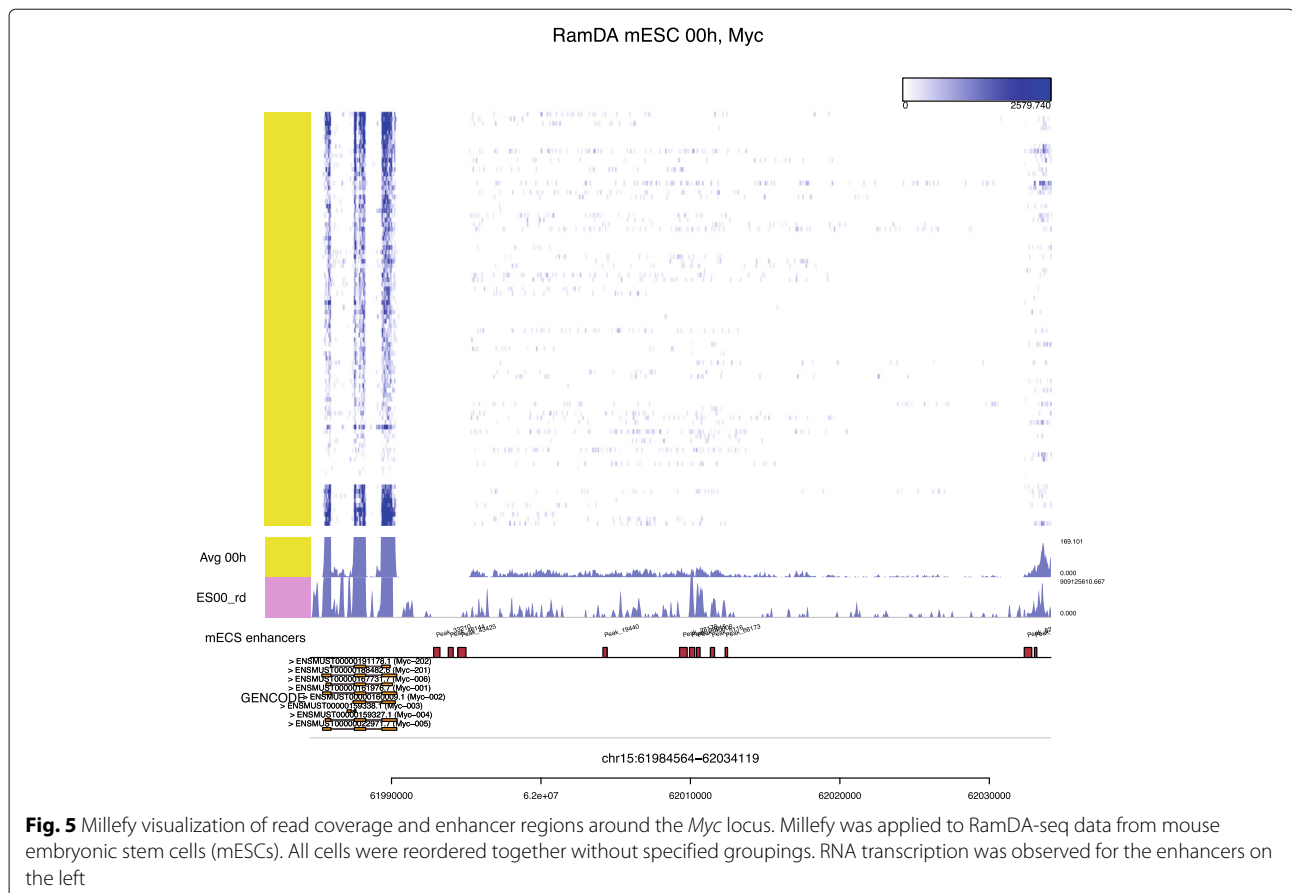 RamDA mESC 00h, Myc
0 2579.740
Avg 00h
169.101
0.000
ES00_rd
909125610.667
0.000
mECS enhancers
Peak_19440
> ENSMUST00000191178.1 (Myc−202)
> ENSMUST00000188482.6 (Myc−201)
> ENSMUST00000167731.7 (Myc−006)
> ENSMUST00000161976.7 (Myc−001)
> ENSMUST00000160009.1 (Myc−002)
> ENSMUST00000159338.1 (Myc−003)
> ENSMUST00000159327.1 (Myc−004)
> ENSMUST00000022971.7 (Myc−005)
GENCODE
chr15:61984564−62034119
61990000 6.2e+07 62010000 62020000 62030000
Fig. 5 Millefy visualization of read coverage and enhancer regions around the Myc locus. Millefy was applied to RamDA-seq data from mouse
embryonic stem cells (mESCs). All cells were reordered together without specified groupings. RNA transcription was observed for the enhancers on
the left